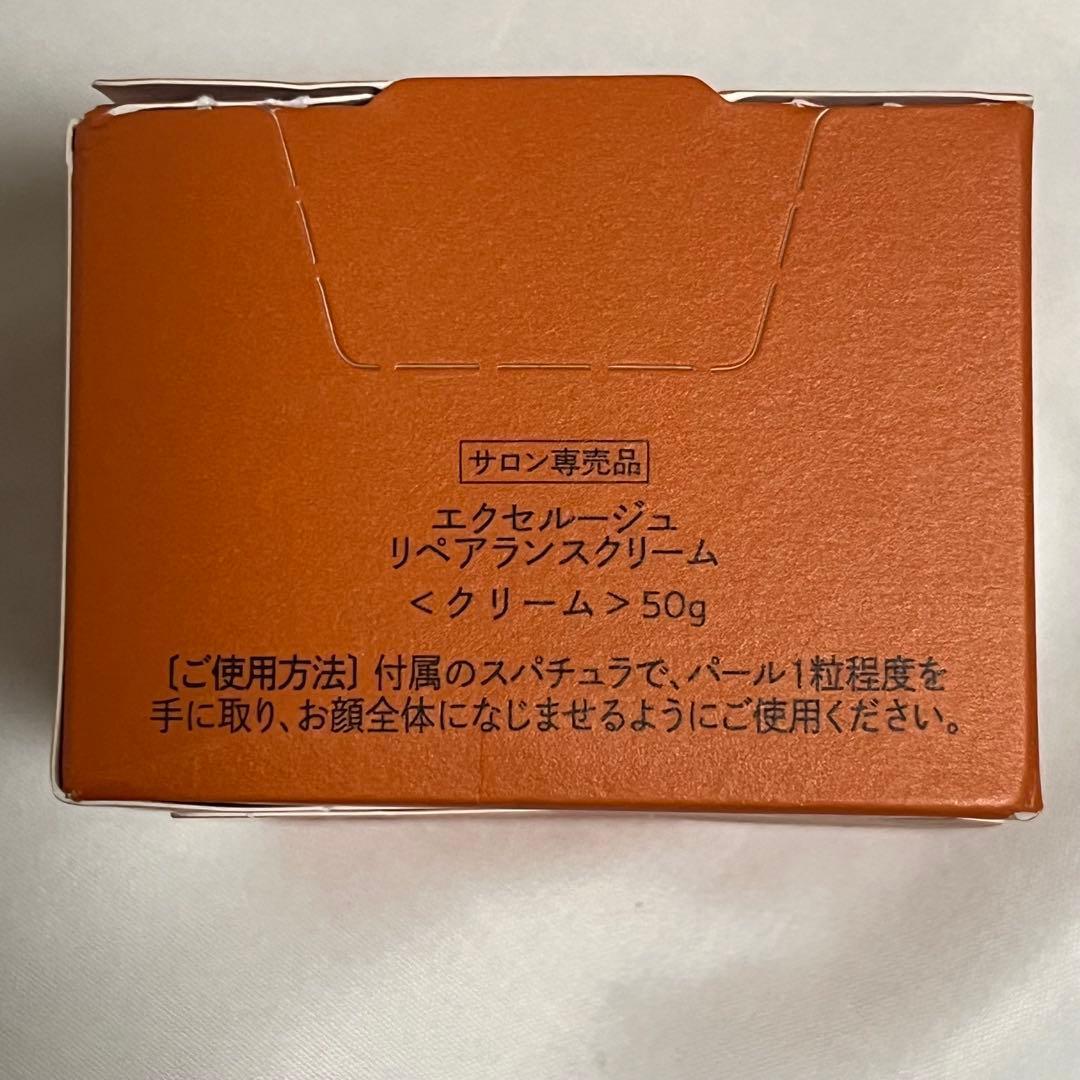 サロン専売品
エクセルージュ
リペアランスクリーム
＜クリーム＞50g
〔ご使用方法〕付属のスパチュラで、パール1粒程度を
手に取り、お顔全体になじませるようにご使用ください。